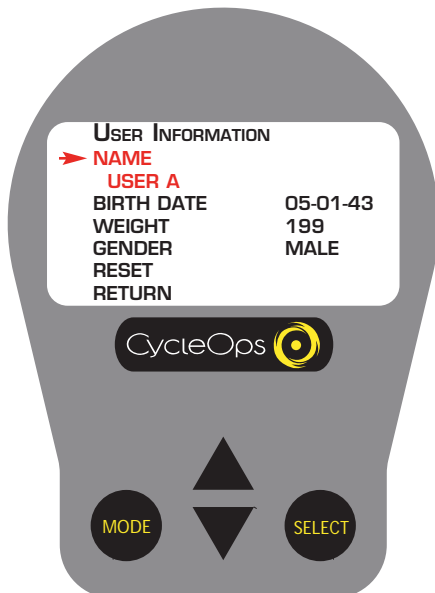 USER INFORMATION
NAME
USER A
BIRTH DATE 05-01-43
WEIGHT 199
GENDER MALE
RESET
RETURN
CycleOps
MODE SELECT